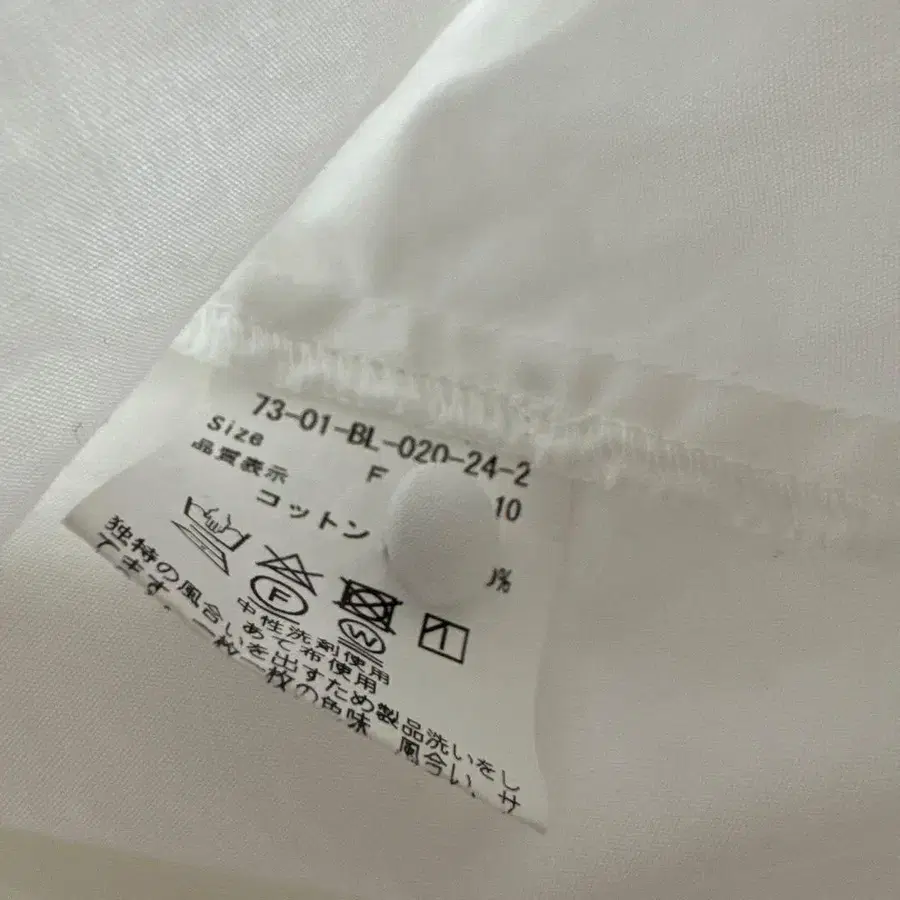 73-01-BL-020-24-2
Size F
品質表示
コットン 10
%
F W
中性洗剤使用
あて布使用
独特の風合いを出すため製品洗いをし
てます。一枚一枚の色味 風合い、サ